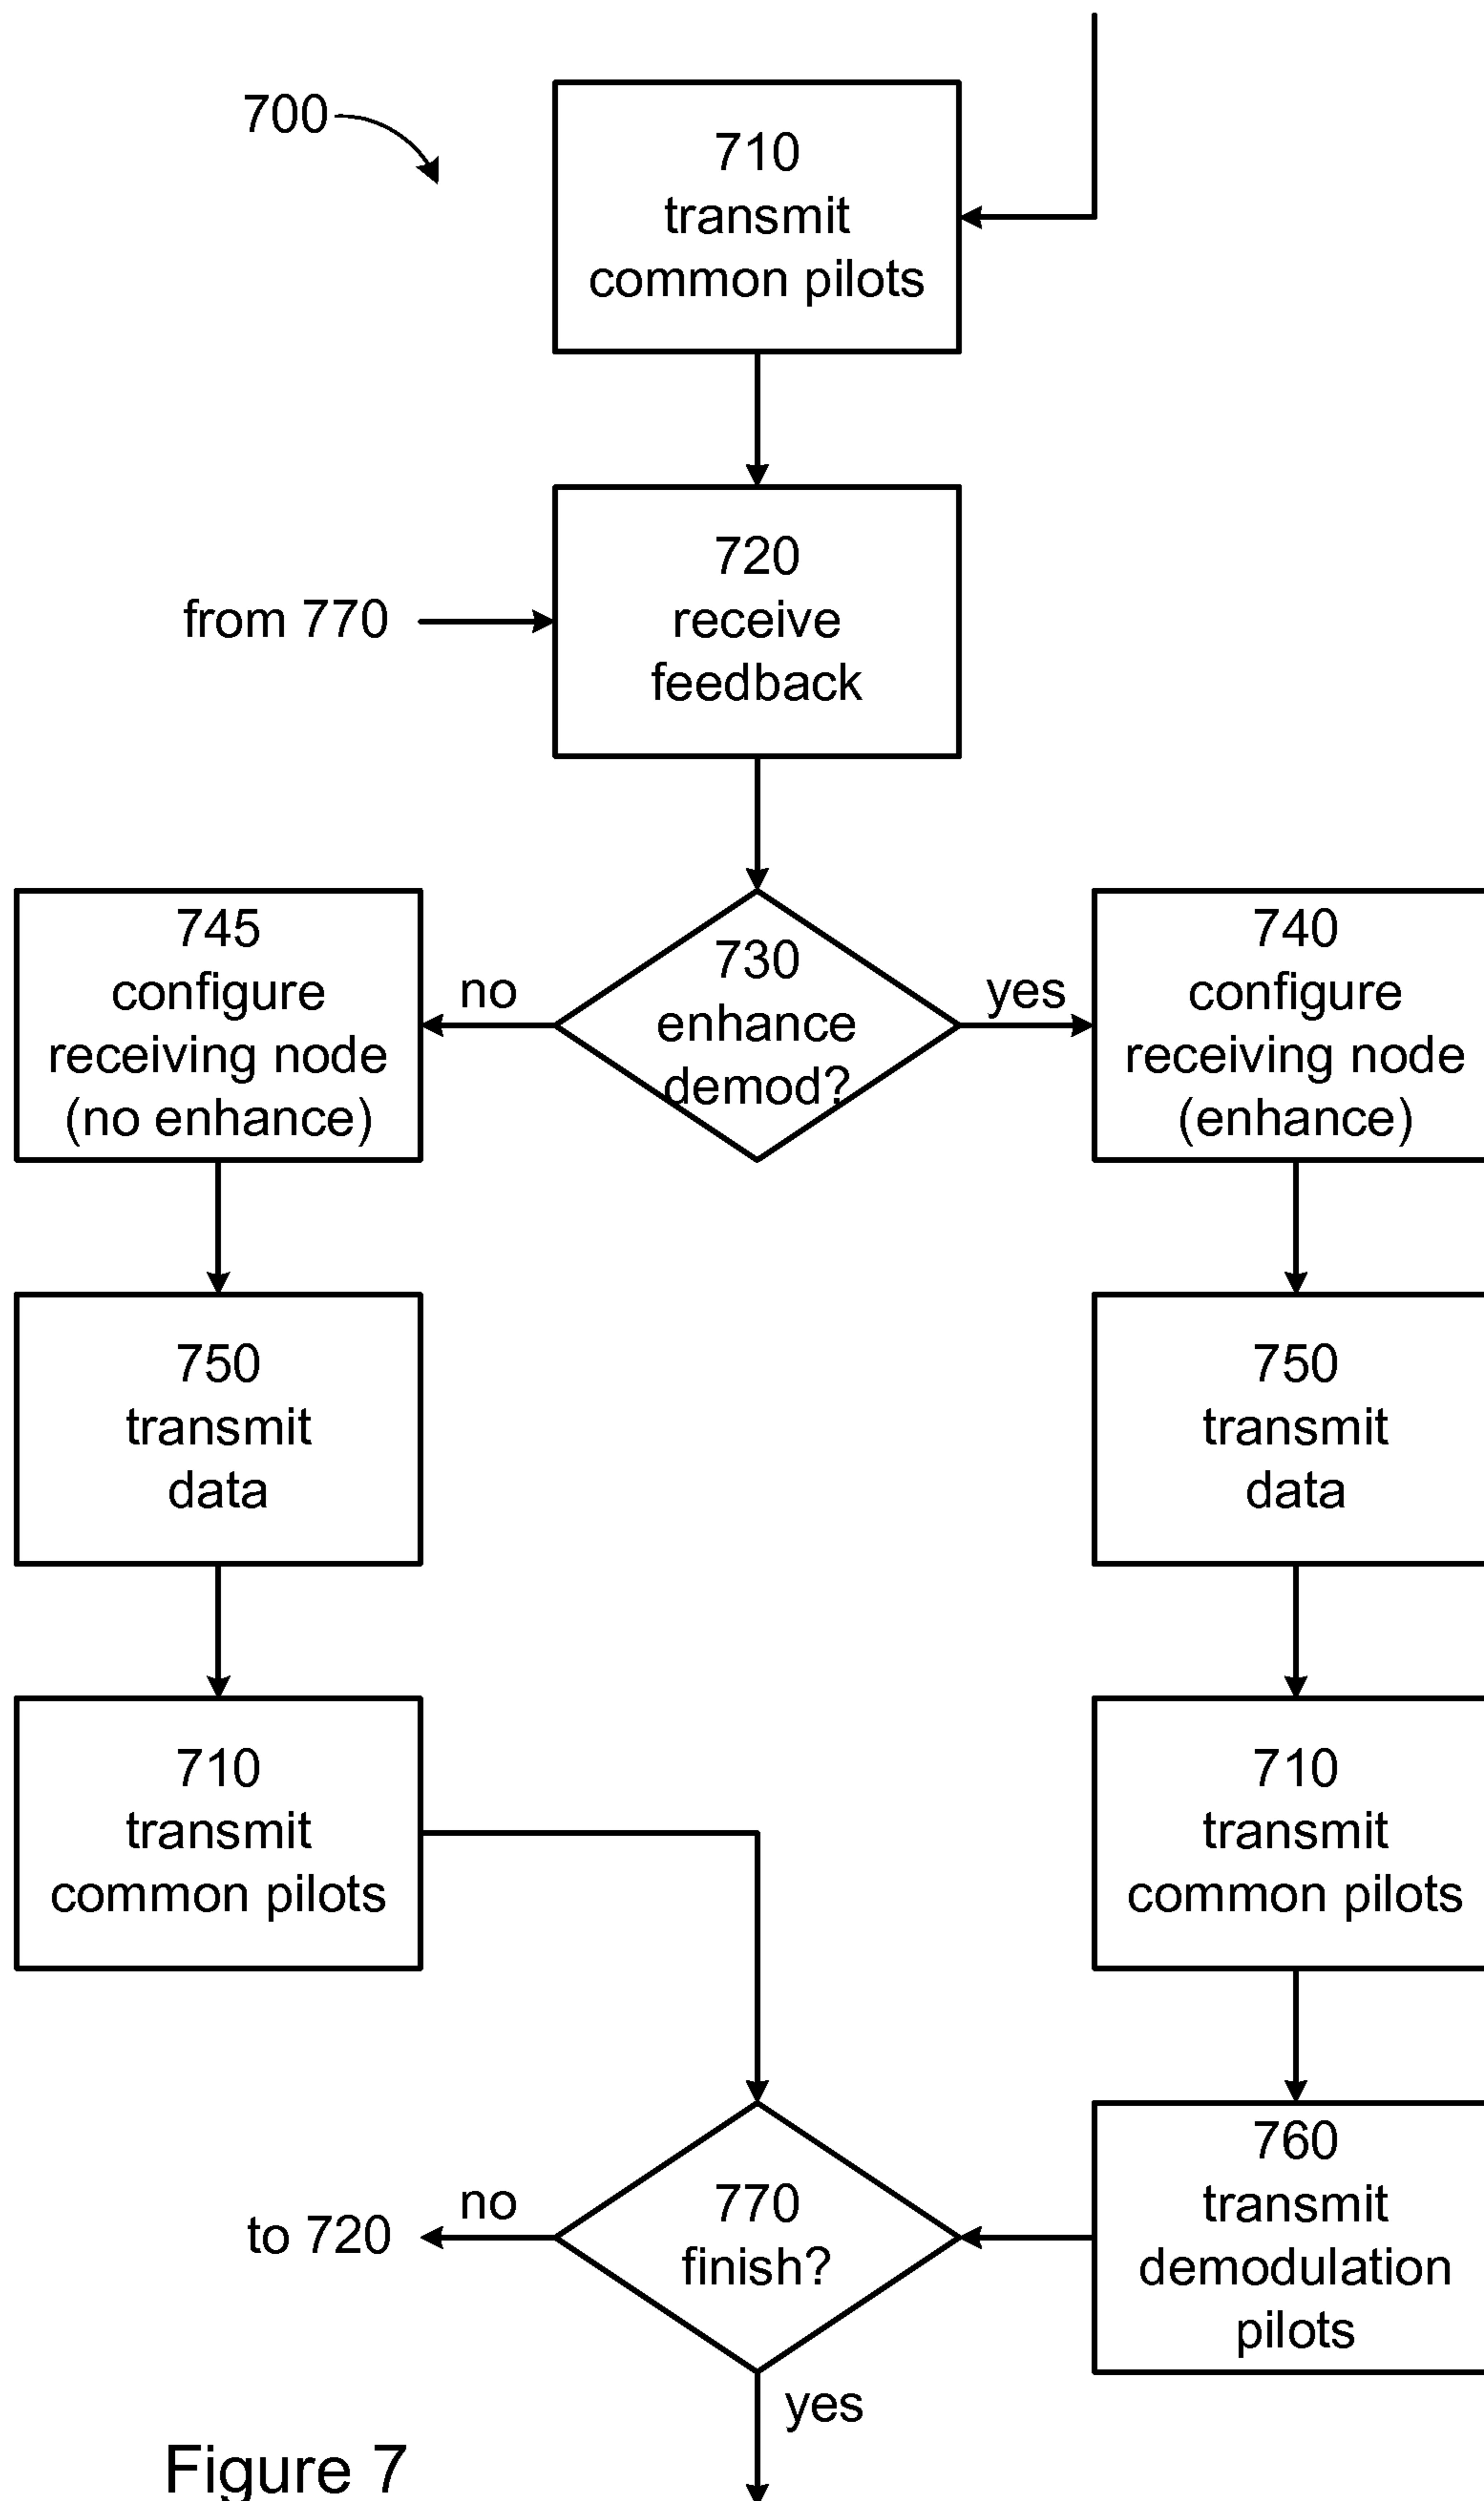 700
710
transmit
common pilots
from 770
720
receive
feedback
745
configure
receiving node
(no enhance)
no
730
enhance
demod?
yes
740
configure
receiving node
(enhance)
750
transmit
data
750
transmit
data
710
transmit
common pilots
710
transmit
common pilots
to 720
no
770
finish?
760
transmit
demodulation
pilots
yes
Figure 7